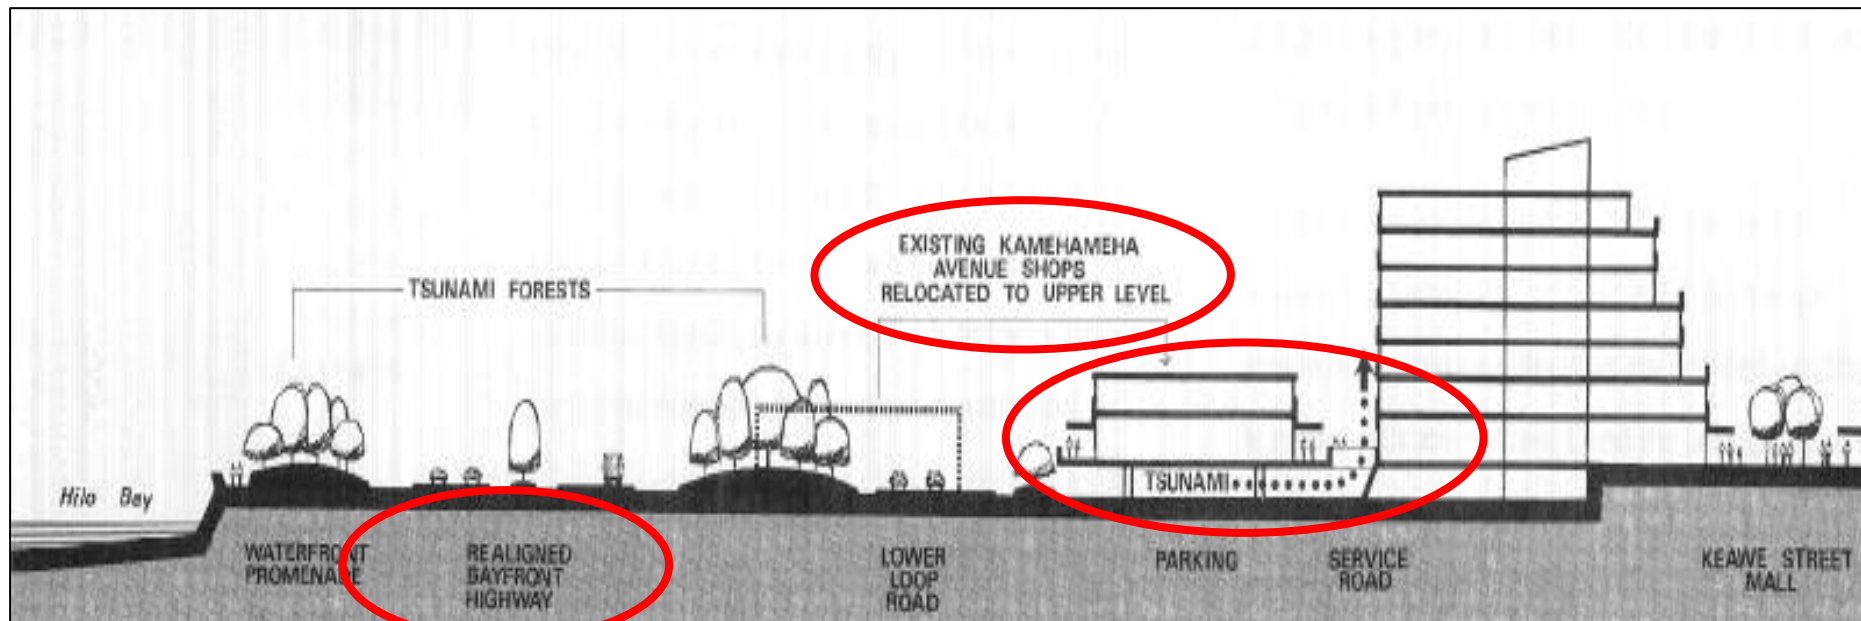 EXISTING KAMEHAMEHA
AVENUE SHOPS
RELOCATED TO UPPER LEVEL
TSUNAMI FORESTS
TSUNAMI
Hilo Bay
WATERFRONT
PROMENADE
REALIGNED
BAYFRONT
HIGHWAY
LOWER
LOOP
ROAD
PARKING
SERVICE
ROAD
KEAWE STREET
MALL